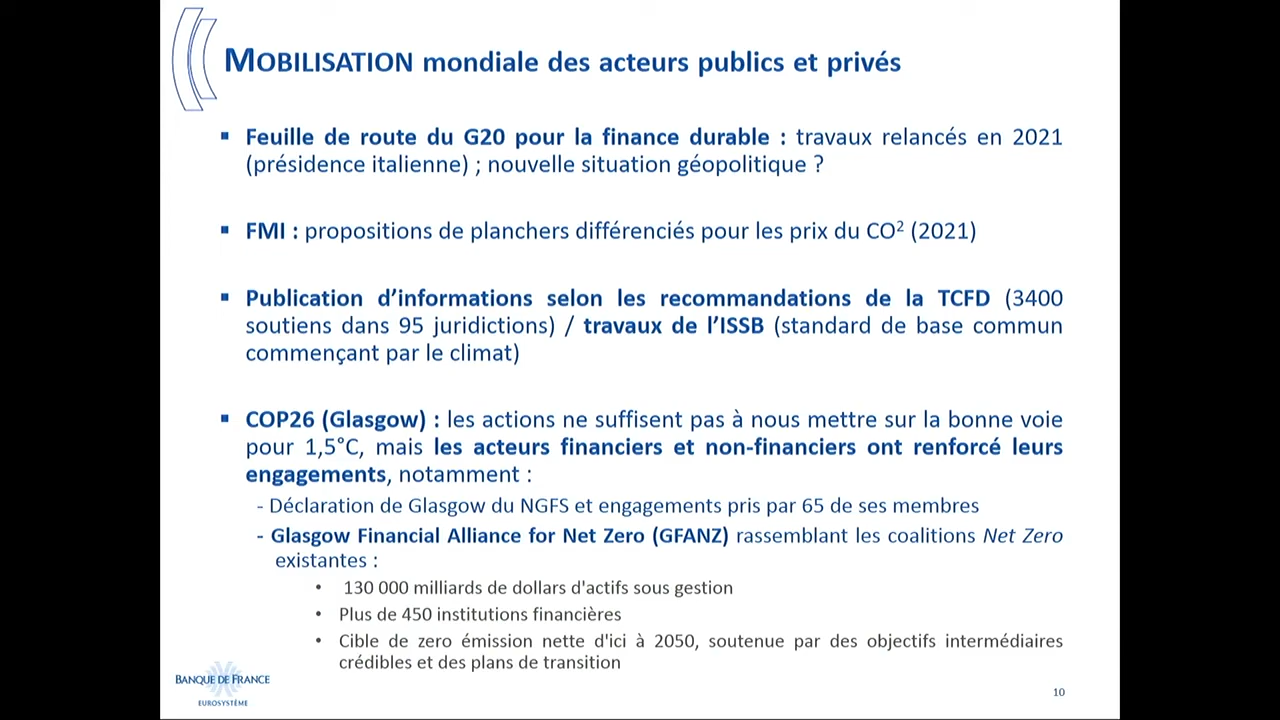 MOBILISATION mondiale des acteurs publics et privés
▪ Feuille de route du G20 pour la finance durable : travaux relancés en 2021
(présidence italienne) ; nouvelle situation géopolitique ?
▪ FMI : propositions de planchers différenciés pour les prix du CO² (2021)
▪ Publication d’informations selon les recommandations de la TCFD (3400
soutiens dans 95 juridictions) / travaux de l’ISSB (standard de base commun
commençant par le climat)
▪ COP26 (Glasgow) : les actions ne suffisent pas à nous mettre sur la bonne voie
pour 1,5°C, mais les acteurs financiers et non-financiers ont renforcé leurs
engagements, notamment :
- Déclaration de Glasgow du NGFS et engagements pris par 65 de ses membres
- Glasgow Financial Alliance for Net Zero (GFANZ) rassemblant les coalitions Net Zero
existantes :
• 130 000 milliards de dollars d'actifs sous gestion
• Plus de 450 institutions financières
• Cible de zero émission nette d'ici à 2050, soutenue par des objectifs intermédiaires
crédibles et des plans de transition
BANQUE DE FRANCE
EUROSYSTÈME
10